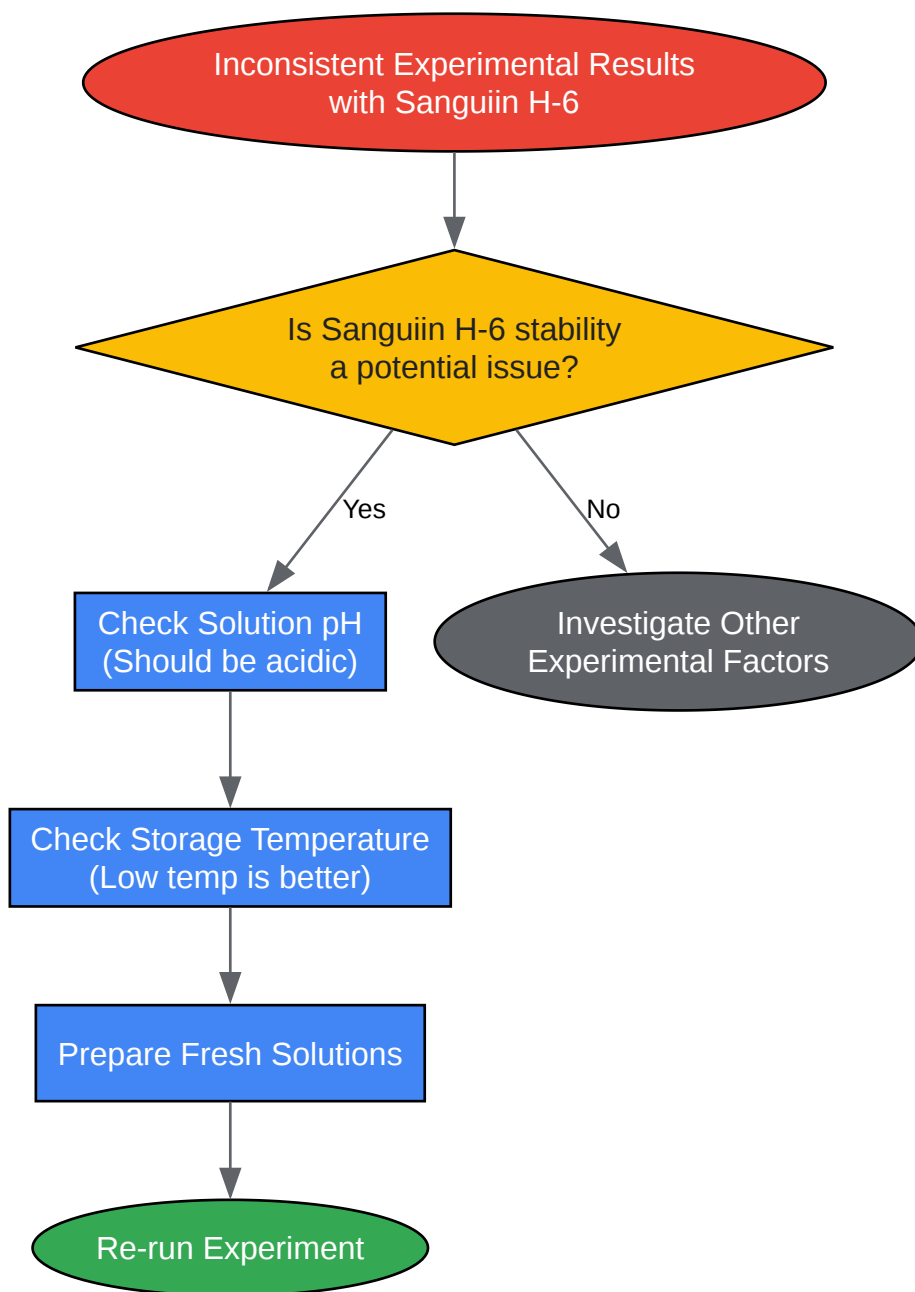 Inconsistent Experimental Results
with Sanguiin H-6
Is Sanguiin H-6 stability
a potential issue?
Yes
No
Check Solution pH
(Should be acidic)
Investigate Other
Experimental Factors
Check Storage Temperature
(Low temp is better)
Prepare Fresh Solutions
Re-run Experiment